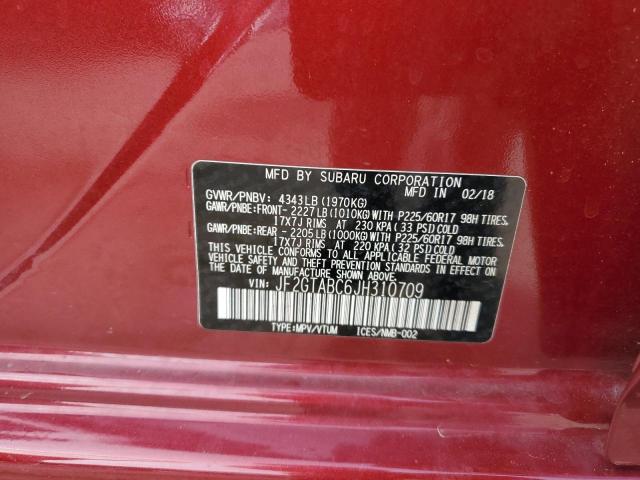 MFD BY SUBARU CORPORATION
GVWR/PNBV: 4343LB (1970KG) MFD IN 02/18
GAWR/PNBE:FRONT- 2227LB (1010KG) WITH P225/60R17 98H TIRES,
17X7J RIMS AT 230 KPA (33 PSI) COLD
GAWR/PNBE:REAR - 2205LB (1000KG) WITH P225/60R17 98H TIRES,
17X7J RIMS AT 220 KPA (32 PSI) COLD
THIS VEHICLE CONFORMS TO ALL APPLICABLE FEDERAL MOTOR
VEHICLE SAFETY, BUMPER, AND THEFT PREVENTION STANDARDS
IN EFFECT ON THE DATE OF MANUFACTURE SHOWN ABOVE.
VIN: JF2GTABC6JH310709
TYPE:MPV/VTUM ICES/NMB-002